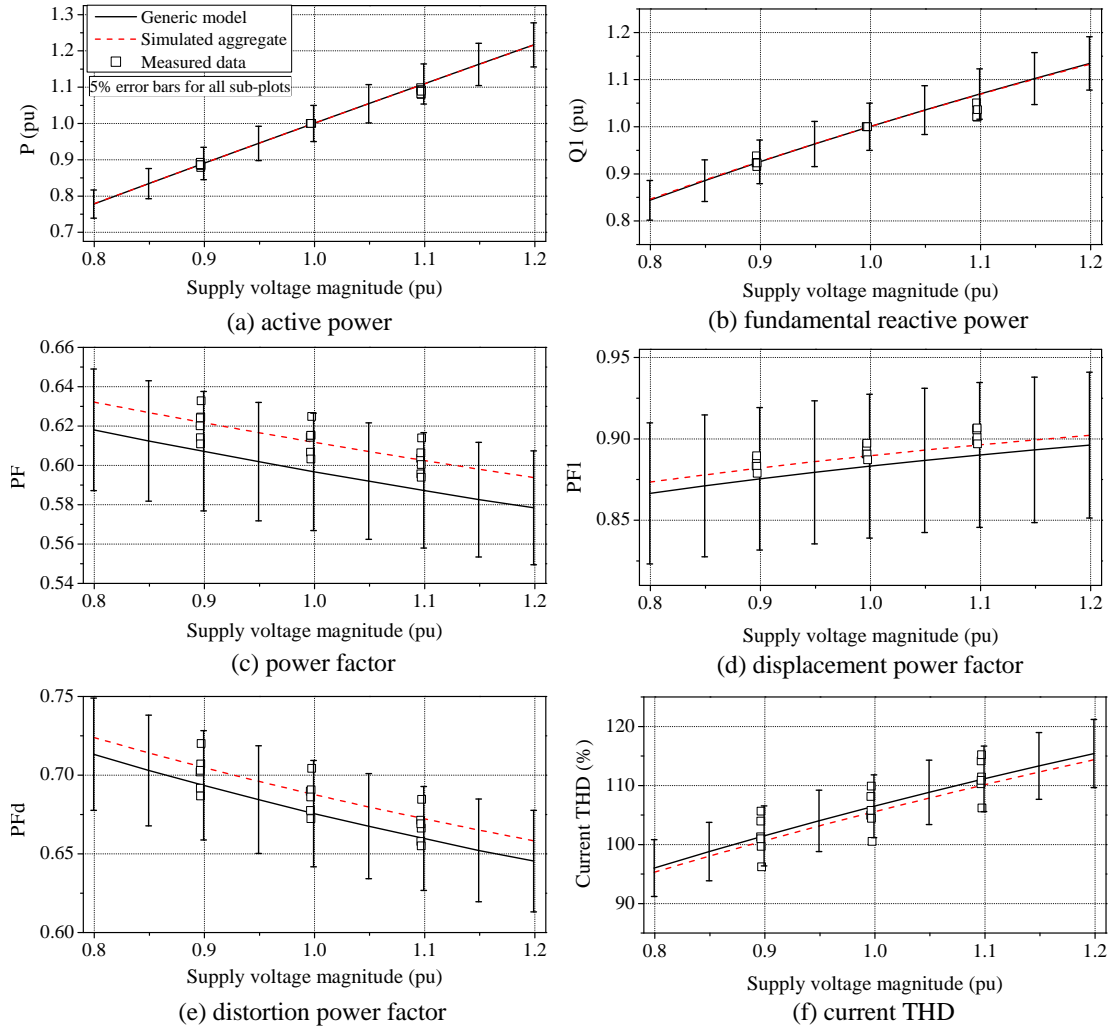 Generic model
Simulated aggregate
Measured data
5% error bars for all sub-plots
P (pu)
1.3
1.2
1.1
1.0
0.9
0.8
0.7
0.8 0.9 1.0 1.1 1.2
Supply voltage magnitude (pu)
(a) active power
Q1 (pu)
1.2
1.1
1.0
0.9
0.8
0.8 0.9 1.0 1.1 1.2
Supply voltage magnitude (pu)
(b) fundamental reactive power
PF
0.66
0.64
0.62
0.60
0.58
0.56
0.54
0.8 0.9 1.0 1.1 1.2
Supply voltage magnitude (pu)
(c) power factor
PF1
0.95
0.90
0.85
0.8 0.9 1.0 1.1 1.2
Supply voltage magnitude (pu)
(d) displacement power factor
PFd
0.75
0.70
0.65
0.60
0.8 0.9 1.0 1.1 1.2
Supply voltage magnitude (pu)
(e) distortion power factor
Current THD (%)
120
110
100
90
0.8 0.9 1.0 1.1 1.2
Supply voltage magnitude (pu)
(f) current THD